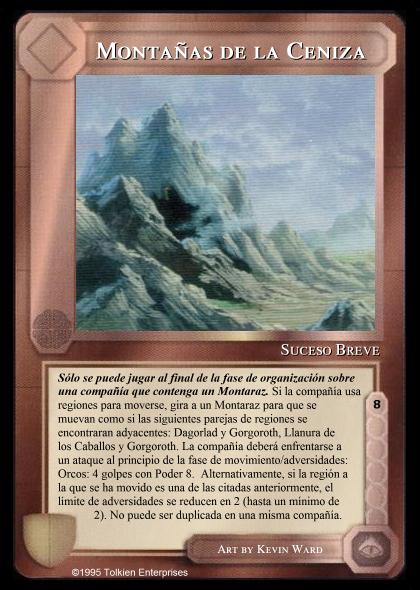 Montañas de la Ceniza
Suceso Breve
Sólo se puede jugar al final de la fase de organización sobre
una compañía que contenga un Montaraz. Si la compañía usa
regiones para moverse, gira a un Montaraz para que se
muevan como si las siguientes parejas de regiones se
encontraran adyacentes: Dagorlad y Gorgoroth, Llanura de
los Caballos y Gorgoroth. La compañía deberá enfrentarse a
un ataque al principio de la fase de movimiento/adversidades:
Orcos: 4 golpes con Poder 8. Alternativamente, si la región a
la que se ha movido es una de las citadas anteriormente, el
límite de adversidades se reducen en 2 (hasta un mínimo de
2). No puede ser duplicada en una misma compañía.
8
Art by Kevin Ward
©1995 Tolkien Enterprises